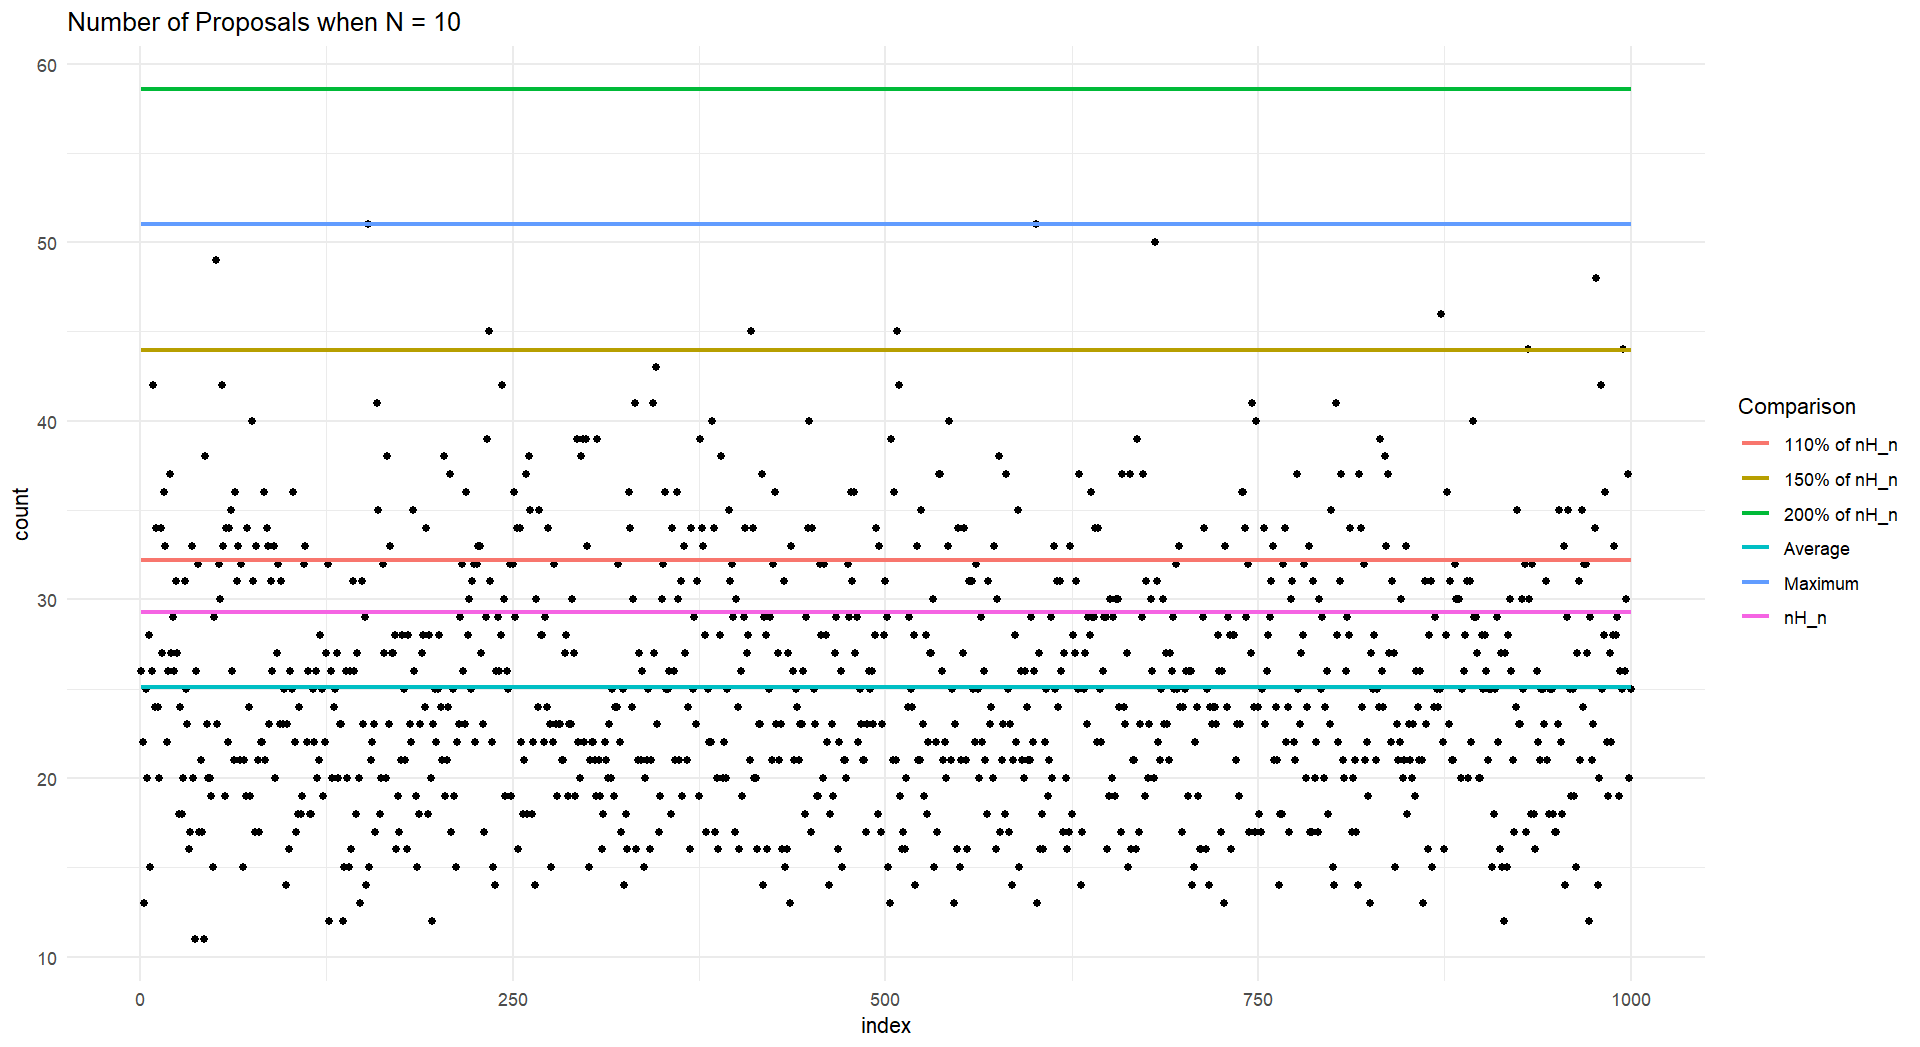 Number of Proposals when N = 10
60
50
40
30
20
10
count
0 250 500 750 1000
index
Comparison
110% of nH_n
150% of nH_n
200% of nH_n
Average
Maximum
nH_n